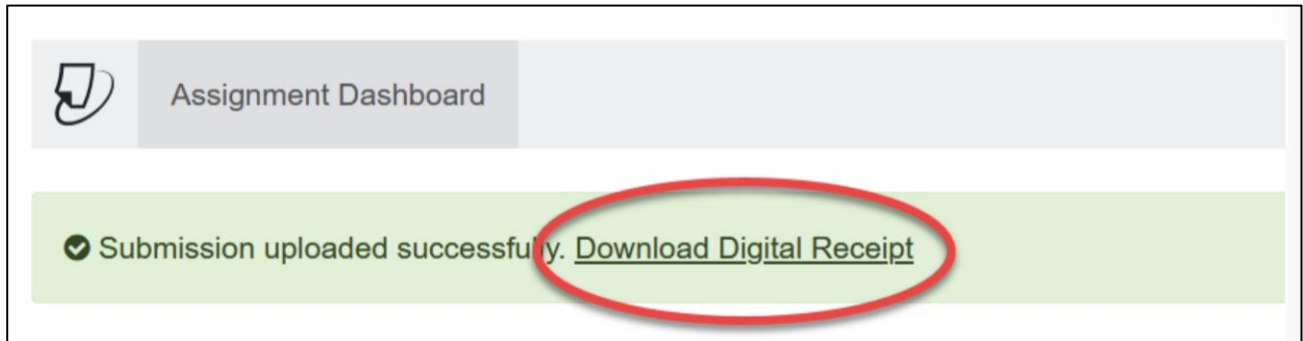 Assignment Dashboard
Submission uploaded successfully. Download Digital Receipt